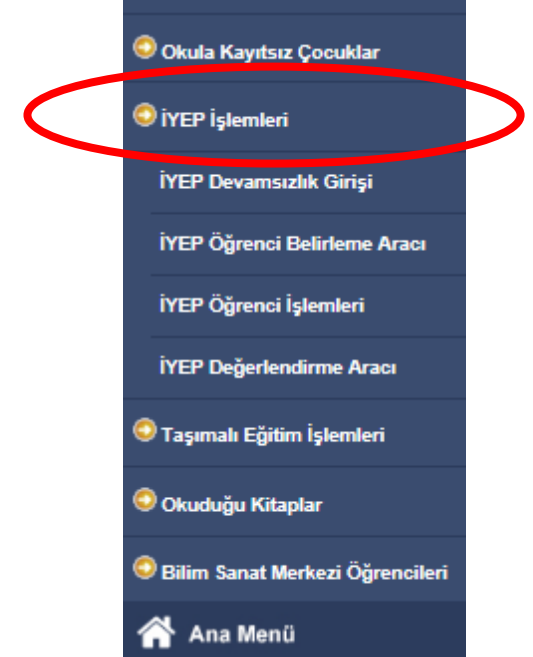 Okula Kayıtsız Çocuklar
İYEP İşlemleri
İYEP Devamsızlık Girişi
İYEP Öğrenci Belirleme Aracı
İYEP Öğrenci İşlemleri
İYEP Değerlendirme Aracı
Taşımalı Eğitim İşlemleri
Okuduğu Kitaplar
Bilim Sanat Merkezi Öğrencileri
Ana Menü